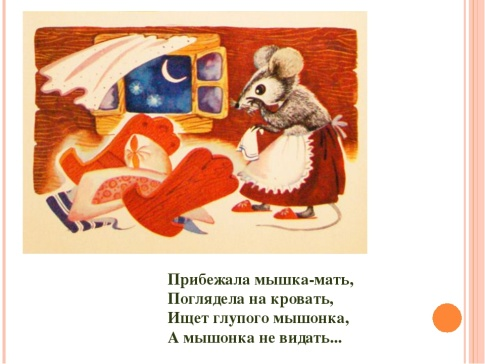 Прибежала мышка-мать,
Поглядела на кровать,
Ищет глупого мышонка,
А мышонка не видать...